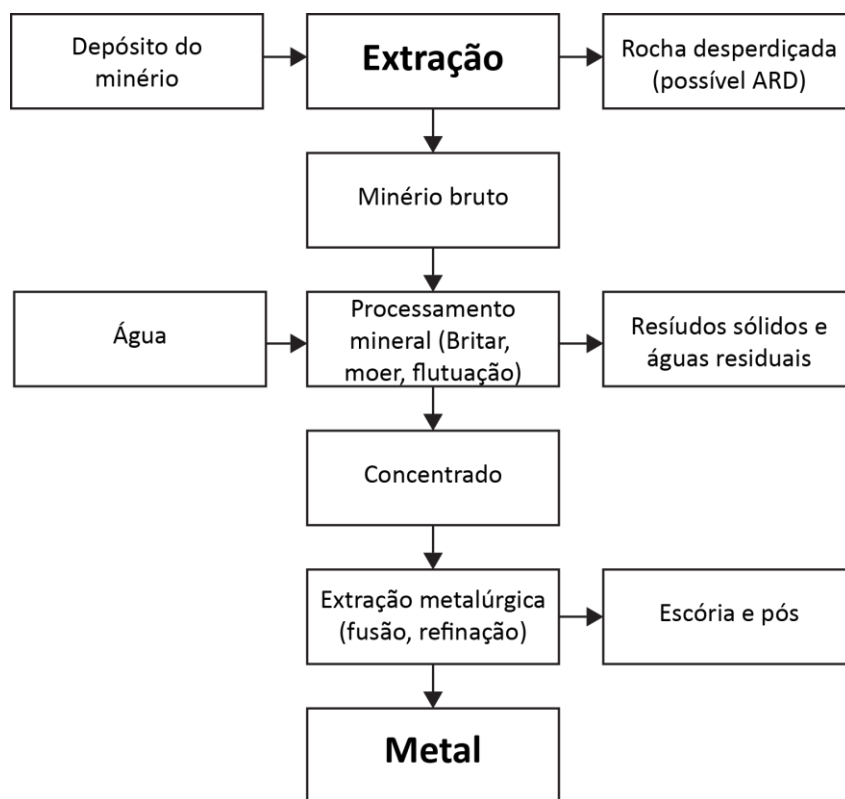 Depósito do
minério
Extração
Rocha desperdiçada
(possível ARD)
Minério bruto
Água
Processamento
mineral (Britar,
moer, flutuação)
Resíudos sólidos e
águas residuais
Concentrado
Extração metalúrgica
(fusão, refinação)
Escória e pós
Metal